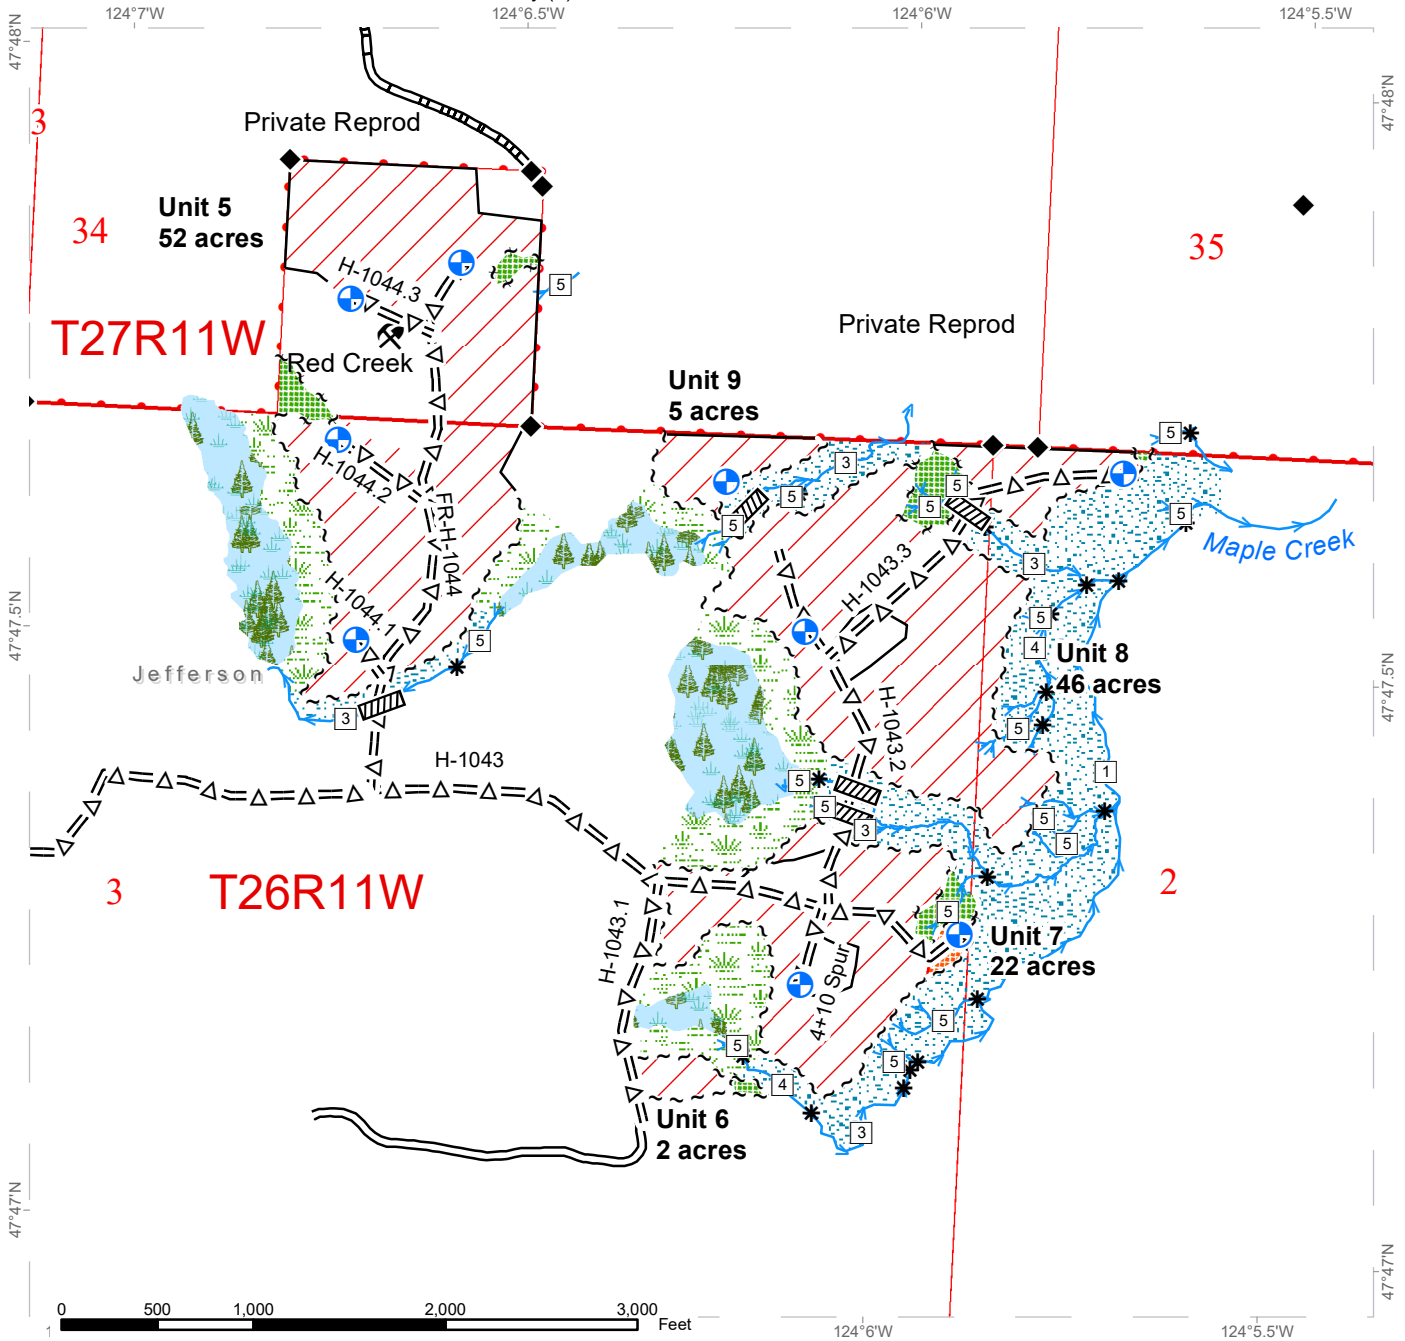 124°7'W
124°6.5'W
124°6'W
124°5.5'W
47°48'N
47°48'N
Private Reprod
3
Unit 5
52 acres
34
35
H-1044.3
5
T27R11W
Private Reprod
Red Creek
Unit 9
5 acres
H-1044.2
FR-H-1044
3
5
5
5
5
5
5
Maple Creek
H-1043.3
3
47°47.5'N
H-1044.1
5
5
4
Unit 8
46 acres
47°47.5'N
Jefferson
3
H-1043.2
5
H-1043
5
5
3
1
5
5
3
T26R11W
2
5
H-1043.1
Unit 7
22 acres
4+10 Spur
5
5
5
4
3
Unit 6
2 acres
47°47'N
47°47'N
0
500
1,000
2,000
3,000
Feet
124°6'W
124°5.5'W